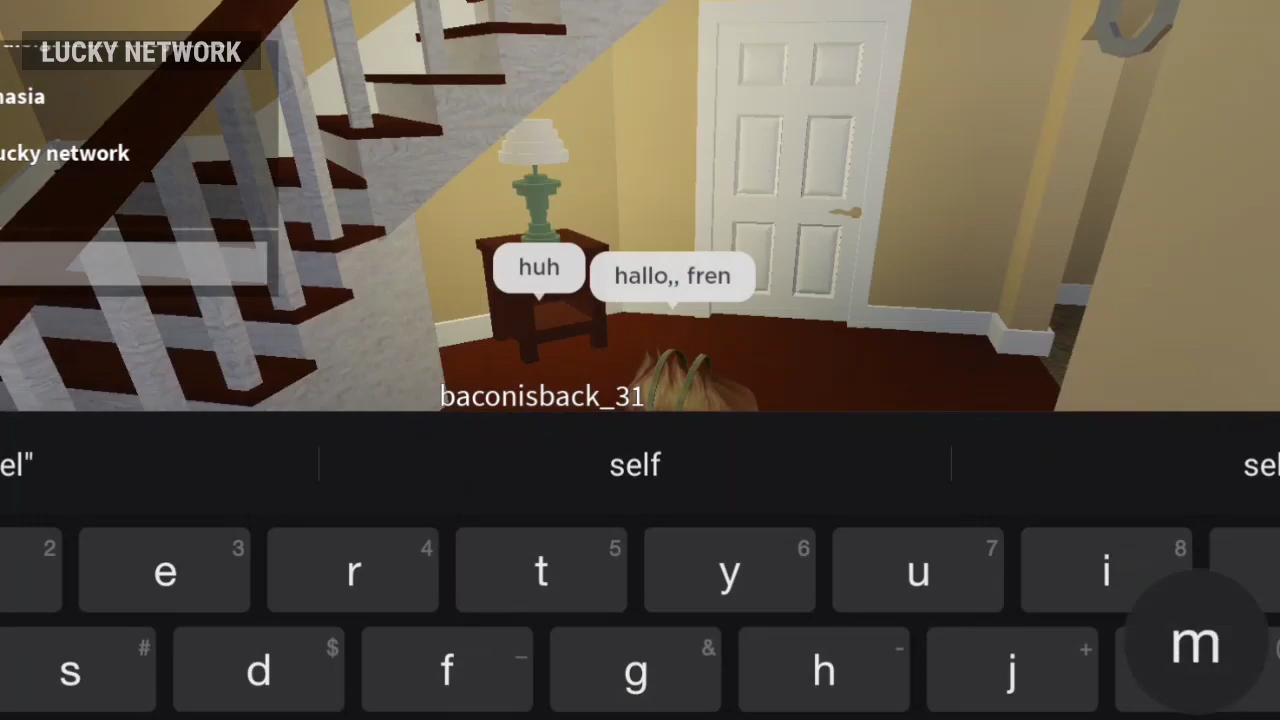 LUCKY NETWORK
nasia
ucky network
huh
hallo,, fren
baconisback_31
el" self sel
2 e 3 r 4 t 5 y 6 u 7 i 8
s # d $ f _ g & h - j + m